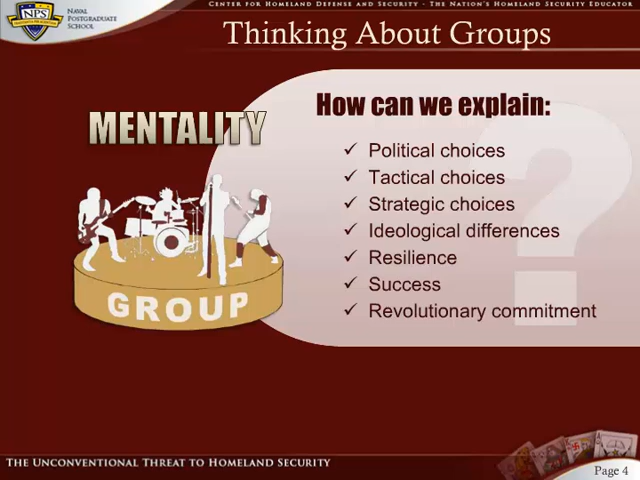 CENTER FOR HOMELAND DEFENSE AND SECURITY - THE NATION'S HOMELAND SECURITY EDUCATOR
NPS
NAVAL
POSTGRADUATE
SCHOOL
Thinking About Groups
How can we explain:
MENTALITY
✓ Political choices
✓ Tactical choices
✓ Strategic choices
✓ Ideological differences
✓ Resilience
✓ Success
✓ Revolutionary commitment
GROUP
?
THE UNCONVENTIONAL THREAT TO HOMELAND SECURITY
Page 4